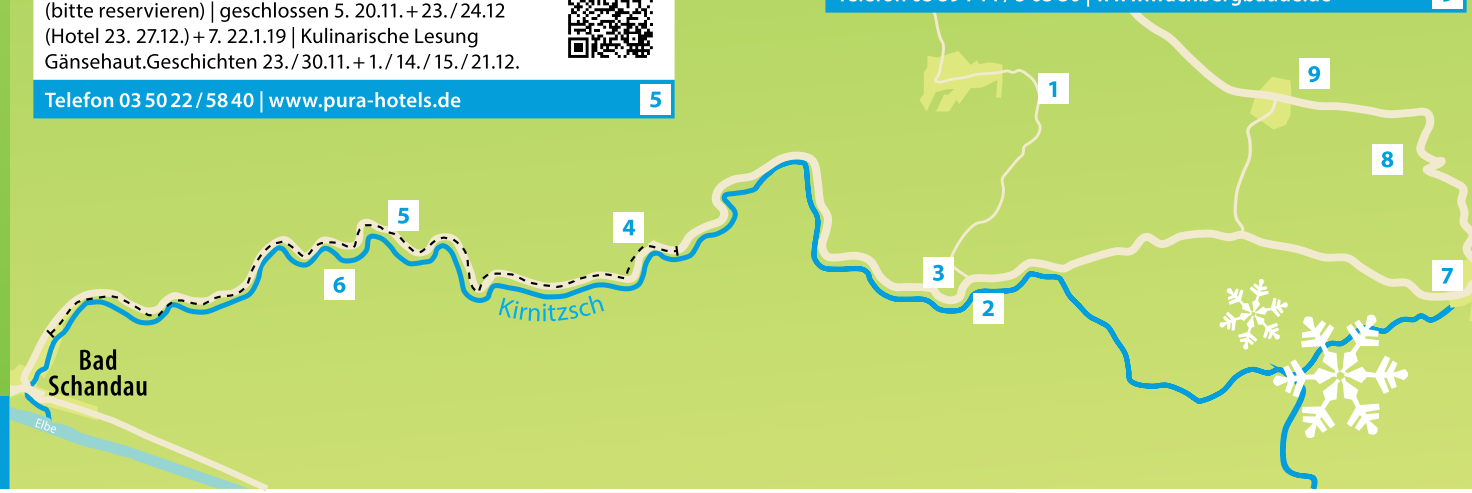 (bitte reservieren) | geschlossen 5. 20.11. + 23. / 24.12
(Hotel 23. 27.12.) + 7. 22.1.19 | Kulinarische Lesung
Gänsehaut.Geschichten 23. / 30.11. + 1. / 14. / 15. / 21.12.
Telefon 03 50 22 / 58 40 | www.pura-hotels.de
5
9
1
8
5
4
6
3
7
2
Kirnitzsch
Bad
Schandau
Elbe